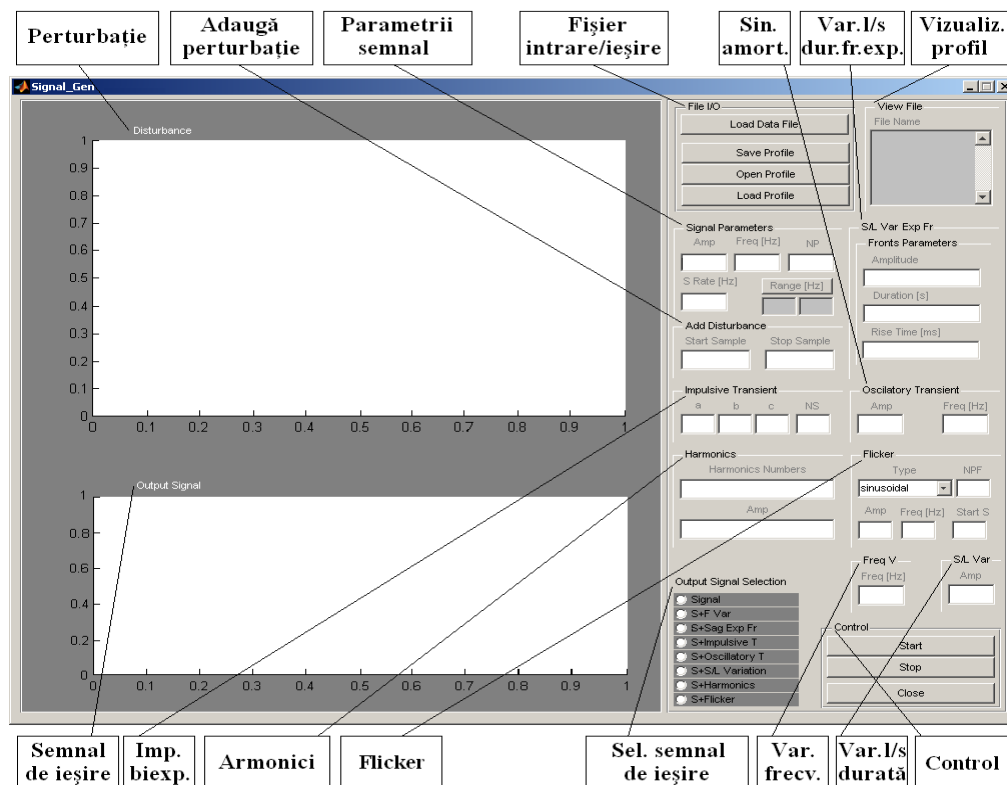 Perturbație
Adaugă
perturbație
Parametrii
semnal
Fișier
intrare/ieșire
Sin.
amort.
Var.l/s
dur.fr.exp.
Vizualiz.
profil
Signal_Gen
Disturbance
1
0.9
0.8
0.7
0.6
0.5
0.4
0.3
0.2
0.1
0
0 0.1 0.2 0.3 0.4 0.5 0.6 0.7 0.8 0.9 1
Output Signal
1
0.8
0.6
0.4
0.2
0
0 0.1 0.2 0.3 0.4 0.5 0.6 0.7 0.8 0.9 1
File I/O
Load Data File
Save Profile
Open Profile
Load Profile
View File
File Name
Signal Parameters
Amp Freq [Hz] NP
S Rate [Hz] Range [Hz]
S/L Var Exp Fr
Fronts Parameters
Amplitude
Duration [s]
Rise Time [ms]
Add Disturbance
Start Sample Stop Sample
Impulsive Transient
a b c NS
Oscilatory Transient
Amp Freq [Hz]
Harmonics
Harmonics Numbers
Amp
Flicker
Type NPF
sinusoidal
Amp Freq [Hz] Start S
Freq V
Freq [Hz]
S/L Var
Amp
Output Signal Selection
Signal
S+F Var
S+Sag Exp Fr
S+Impulsive T
S+Oscillatory T
S+S/L Variation
S+Harmonics
S+Flicker
Control
Start
Stop
Close
Semnal
de ieșire
Imp.
biexp.
Armonici
Flicker
Sel. semnal
de ieșire
Var.
frecv.
Var.l/s
durată
Control